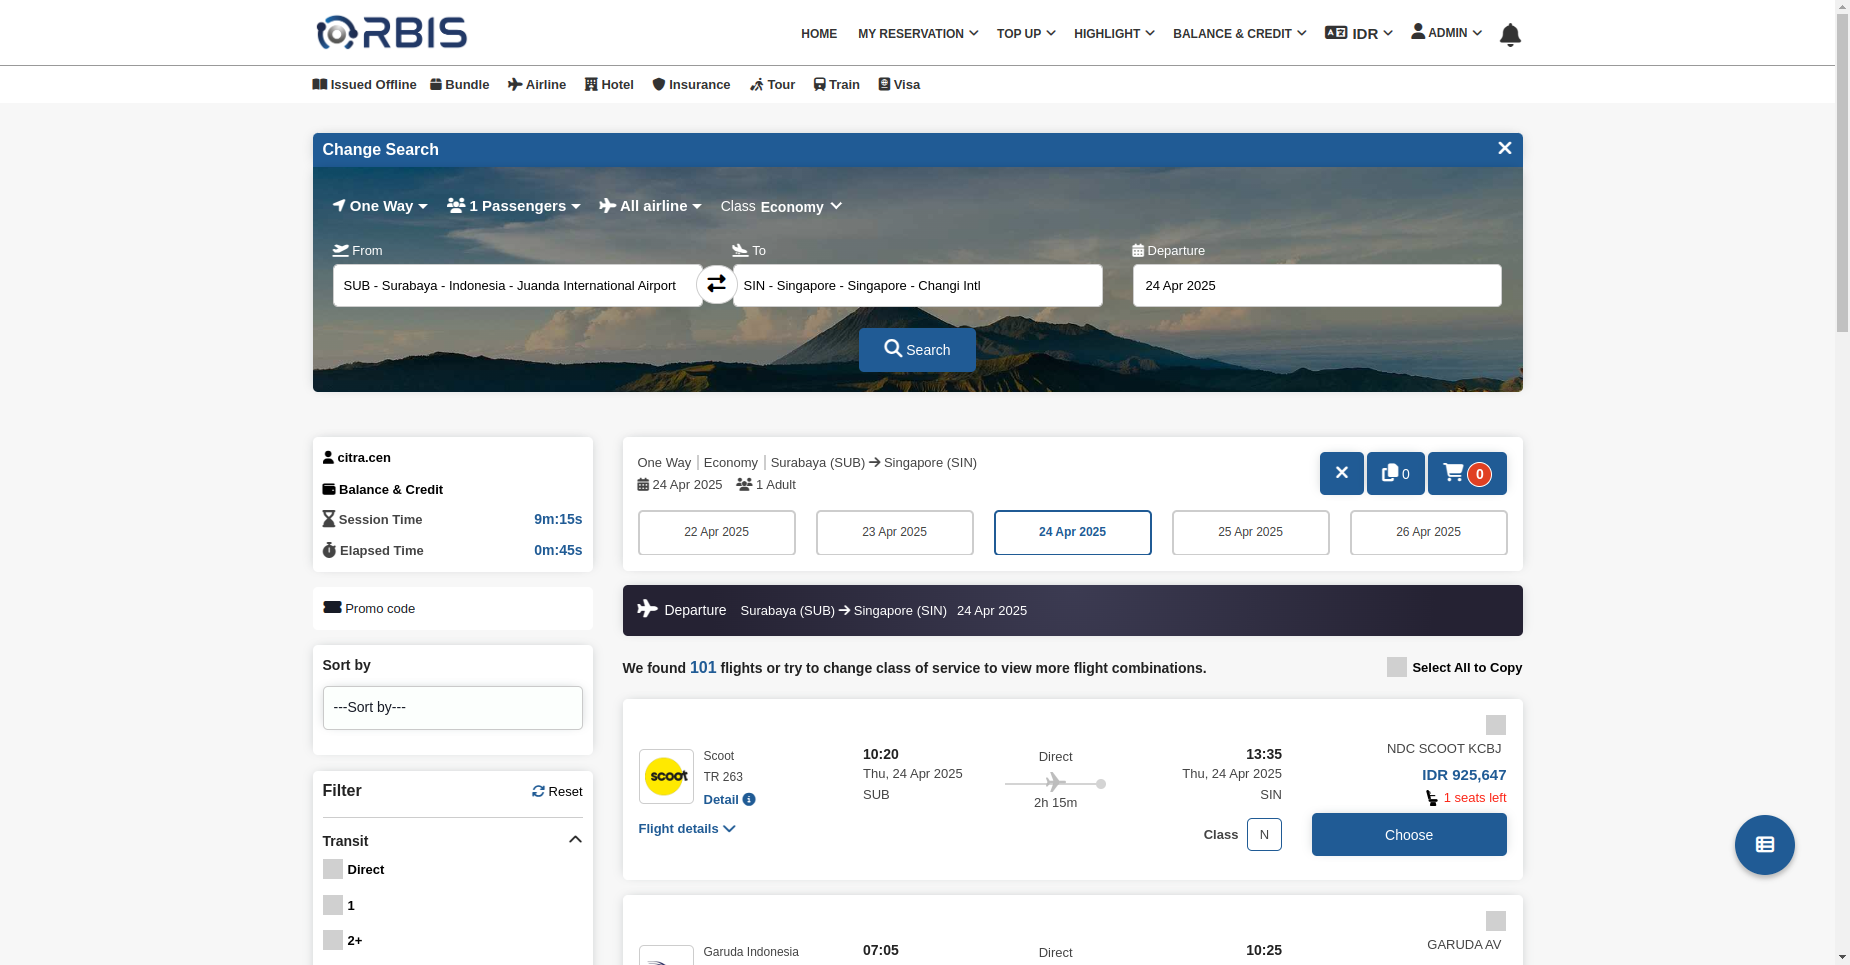 ORBIS
HOME MY RESERVATION TOP UP HIGHLIGHT BALANCE & CREDIT IDR ADMIN
Issued Offline Bundle Airline Hotel Insurance Tour Train Visa
Change Search
One Way 1 Passengers All airline Class Economy
From To Departure
SUB - Surabaya - Indonesia - Juanda International Airport SIN - Singapore - Singapore - Changi Intl 24 Apr 2025
Search
citra.cen
Balance & Credit
Session Time 9m:15s
Elapsed Time 0m:45s
Promo code
Sort by
---Sort by---
Filter Reset
Transit
Direct
1
2+
One Way Economy Surabaya (SUB) Singapore (SIN)
24 Apr 2025 1 Adult
0 0
22 Apr 2025 23 Apr 2025 24 Apr 2025 25 Apr 2025 26 Apr 2025
Departure Surabaya (SUB) Singapore (SIN) 24 Apr 2025
We found 101 flights or try to change class of service to view more flight combinations. Select All to Copy
NDC SCOOT KCBJ
scoot Scoot 10:20 Direct 13:35
TR 263 Thu, 24 Apr 2025 Thu, 24 Apr 2025 IDR 925,647
Detail SUB 2h 15m SIN 1 seats left
Flight details Class N Choose
GARUDA AV
Garuda Indonesia 07:05 Direct 10:25